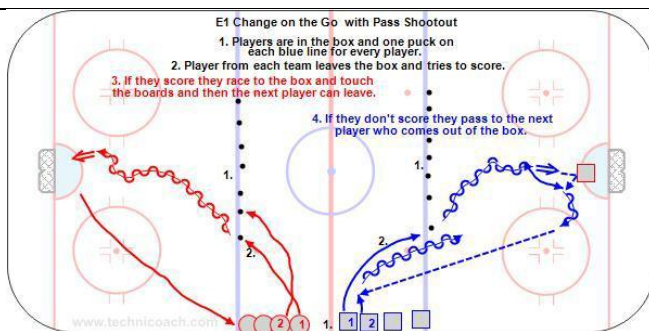 E1 Change on the Go with Pass Shootout
1. Players are in the box and one puck on
each blue line for every player.
2. Player from each team leaves the box and tries to score.
3. If they score they race to the box and touch
the boards and then the next player can leave.
4. If they don't score they pass to the next
player who comes out of the box.
1.
1.
2.
2.
www.technicoach.com
2
1
1.
1
2